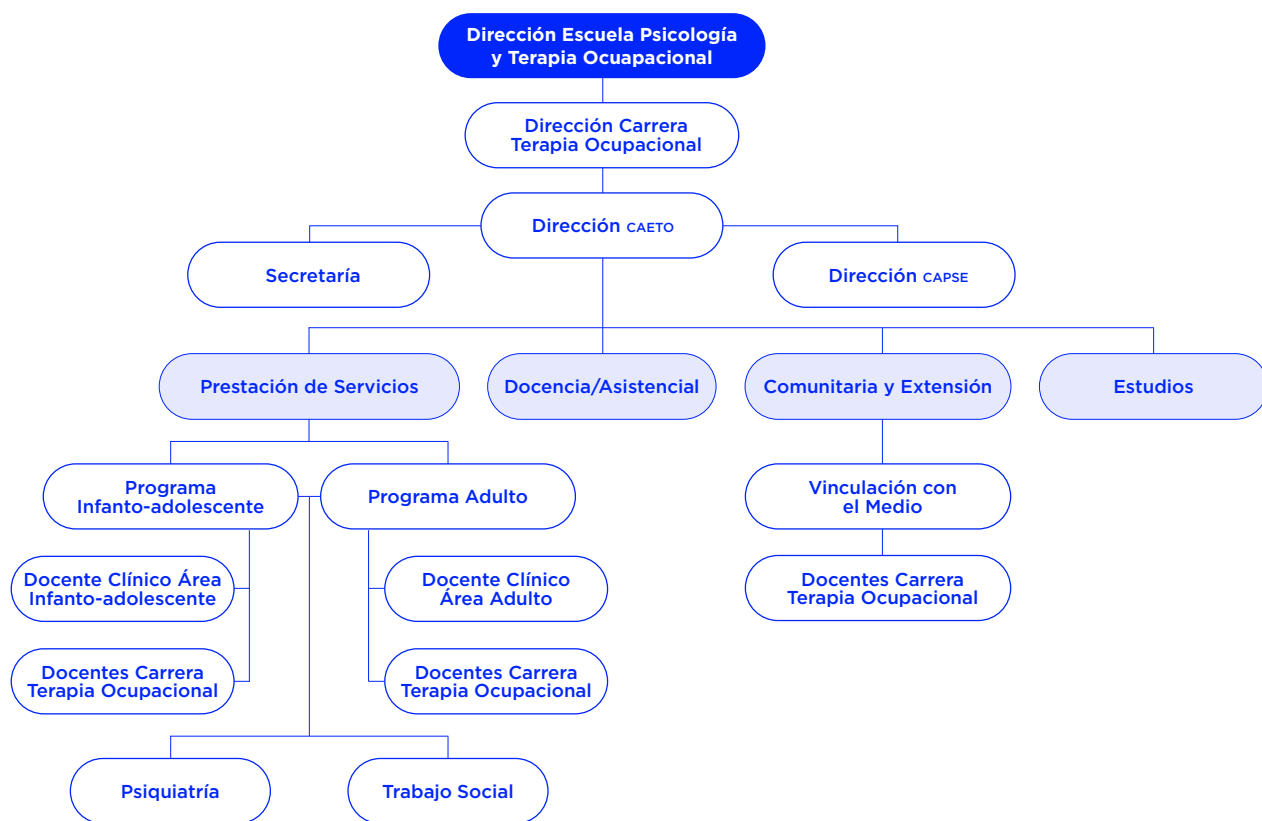 Dirección Escuela Psicología
y Terapia Ocuapacional
Dirección Carrera
Terapia Ocupacional
Dirección CAETO
Secretaría
Dirección CAPSE
Prestación de Servicios
Docencia/Asistencial
Comunitaria y Extensión
Estudios
Programa
Infanto-adolescente
Programa Adulto
Vinculación con
el Medio
Docente Clínico Área
Infanto-adolescente
Docente Clínico
Área Adulto
Docentes Carrera
Terapia Ocupacional
Docentes Carrera
Terapia Ocupacional
Docentes Carrera
Terapia Ocupacional
Psiquiatría
Trabajo Social